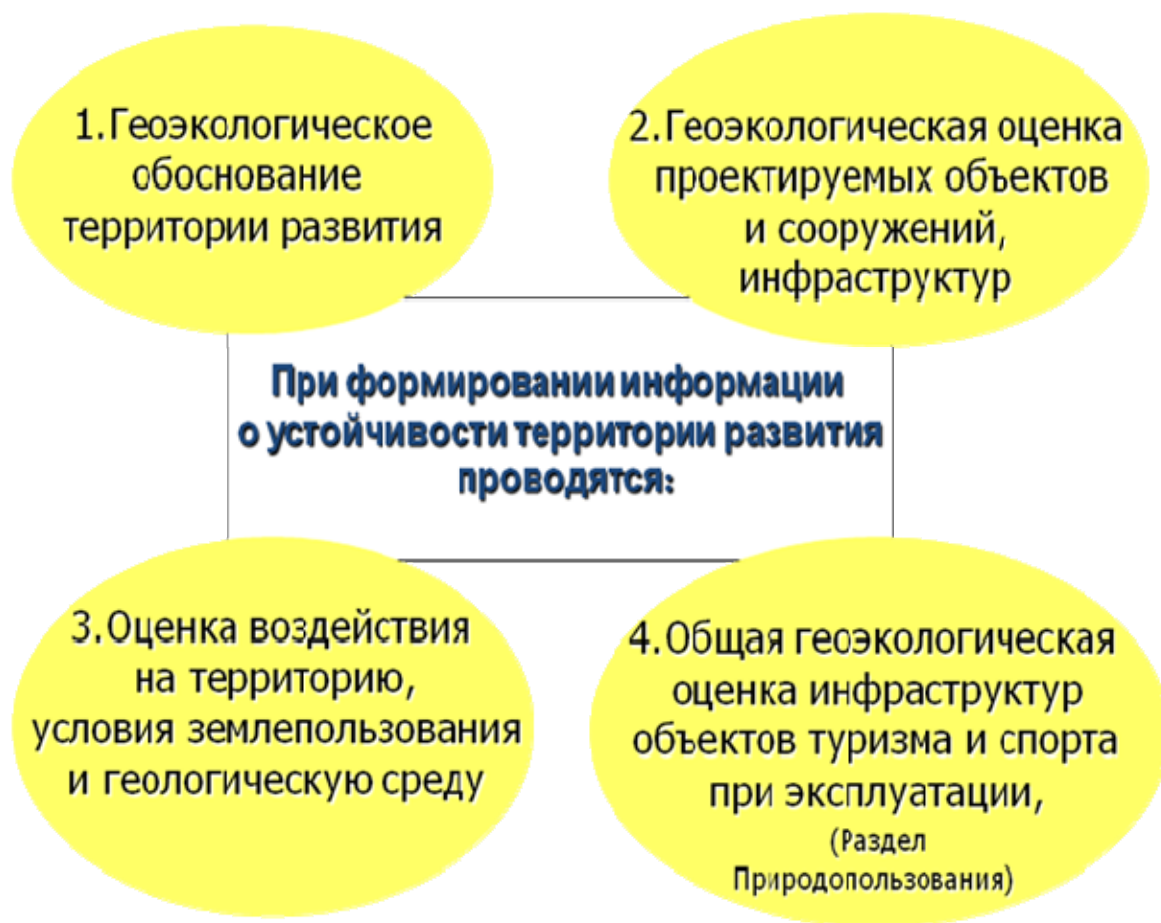 1.Геоэкологическое
обоснование
территории развития
2.Геоэкологическая оценка
проектируемых объектов
и сооружений,
инфраструктур
При формировании информации
о устойчивости территории развития
проводятся:
3.Оценка воздействия
на территорию,
условия землепользования
и геологическую среду
4.Общая геоэкологическая
оценка инфраструктур
объектов туризма и спорта
при эксплуатации,
(Раздел
Природопользования)